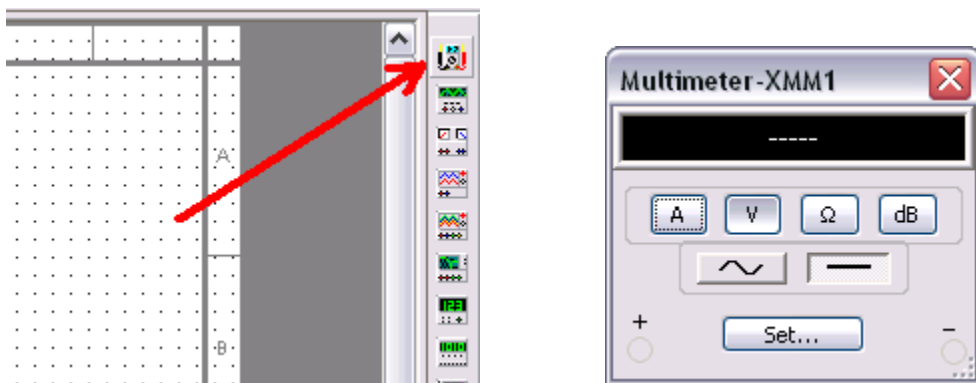 A
B
Multimeter-XMM1
-----
A V Ω dB
+ Set... −